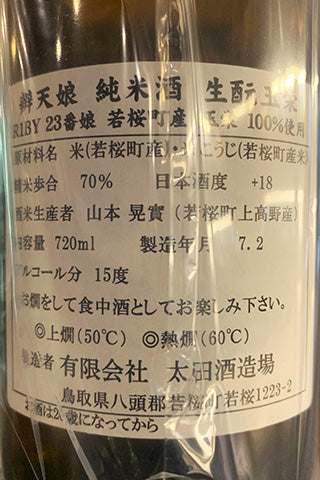 辨天娘 純米酒 生酛玉栄
R1BY 23番娘 若桜町産 玉栄 100%使用
原材料名 米(若桜町産)・米こうじ(若桜町産米)
精米歩合 70% 日本酒度 +18
酒米生産者 山本 晃實 (若桜町上高野産)
内容量 720ml 製造年月 7.2
アルコール分 15度
お燗をして食中酒としてお楽しみ下さい。
◎上燗(50℃) ◎熱燗(60℃)
製造者 有限会社 太田酒造場
鳥取県八頭郡若桜町若桜1223-2
お酒は20歳になってから